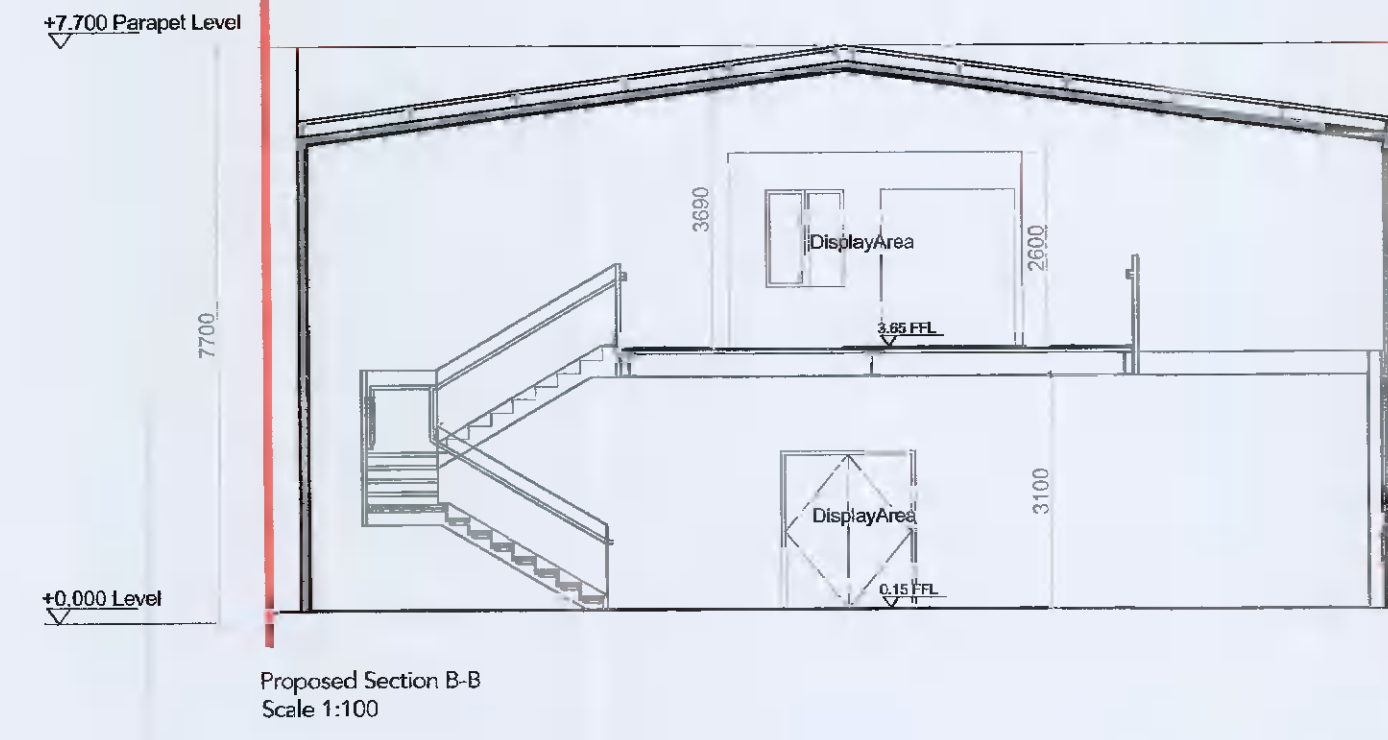 +7.700 Parapet Level
3690
DisplayArea
2600
7700
3.65 FFL
3100
DisplayArea
0.15 FFL
+0,000 Level
Proposed Section B-B
Scale 1:100